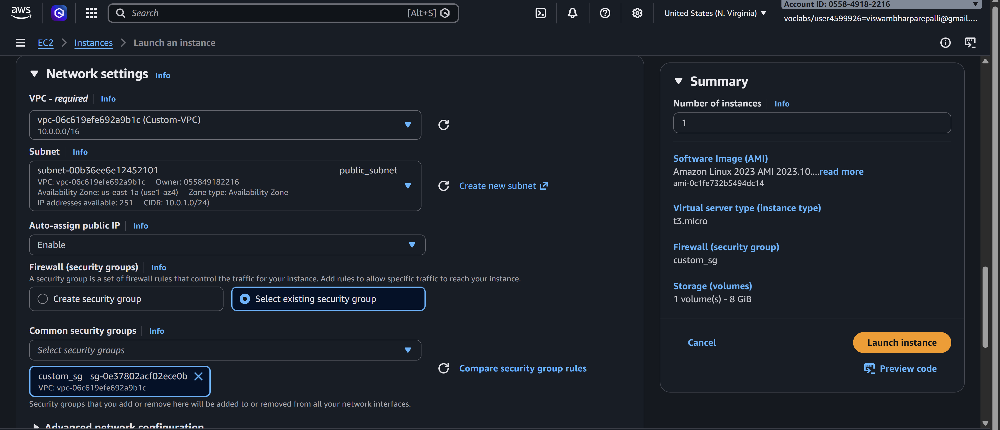 aws
Search
[Alt+S]
United States (N. Virginia)
Account ID: 0558-4918-2216
voclabs/user4599926=viswambharparepalli@gmail....
EC2
Instances
Launch an instance
Network settings Info
VPC – required Info
vpc-06c619efe692a9b1c (Custom-VPC)
10.0.0.0/16
Subnet Info
subnet-00b36ee6e12452101 public_subnet
VPC: vpc-06c619efe692a9b1c Owner: 055849182216
Availability Zone: us-east-1a (use1-az4) Zone type: Availability Zone
IP addresses available: 251 CIDR: 10.0.1.0/24)
Create new subnet
Auto-assign public IP Info
Enable
Firewall (security groups) Info
A security group is a set of firewall rules that control the traffic for your instance. Add rules to allow specific traffic to reach your instance.
Create security group
Select existing security group
Common security groups Info
Select security groups
custom_sg sg-0e37802acf02ece0b
VPC: vpc-06c619efe692a9b1c
Compare security group rules
Security groups that you add or remove here will be added to or removed from all your network interfaces.
Advanced network configuration
Summary
Number of instances Info
1
Software Image (AMI)
Amazon Linux 2023 AMI 2023.10....read more
ami-0c1fe732b5494dc14
Virtual server type (instance type)
t3.micro
Firewall (security group)
custom_sg
Storage (volumes)
1 volume(s) - 8 GiB
Cancel
Launch instance
Preview code